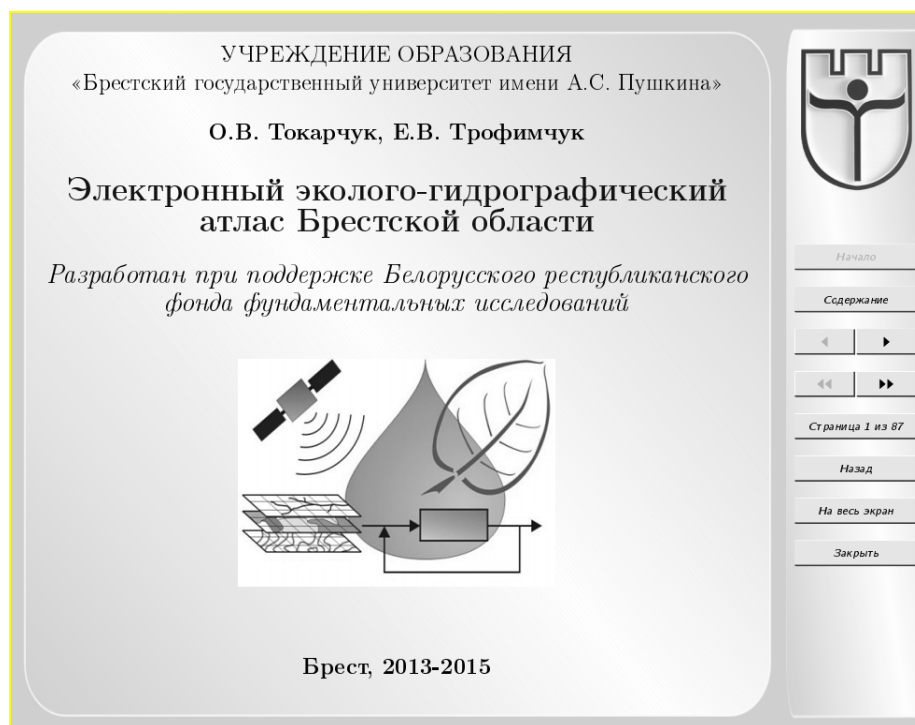 УЧРЕЖДЕНИЕ ОБРАЗОВАНИЯ
«Брестский государственный университет имени А.С. Пушкина»
О.В. Токарчук, Е.В. Трофимчук
Электронный эколого-гидрографический
атлас Брестской области
Разработан при поддержке Белорусского республиканского
фонда фундаментальных исследований
Брест, 2013-2015
Начало
Содержание
Страница 1 из 87
Назад
На весь экран
Закрыть